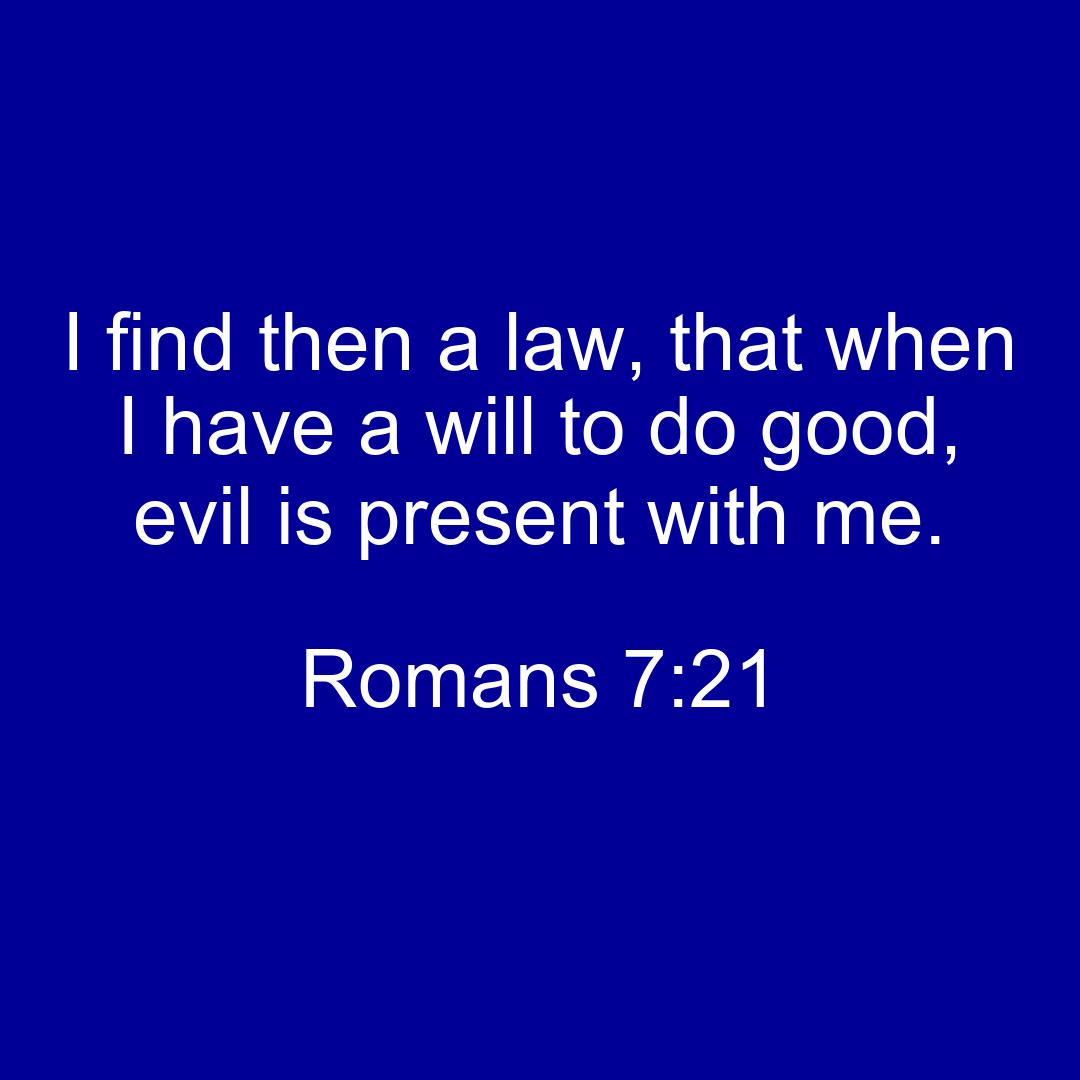 I find then a law, that when
I have a will to do good,
evil is present with me.
Romans 7:21